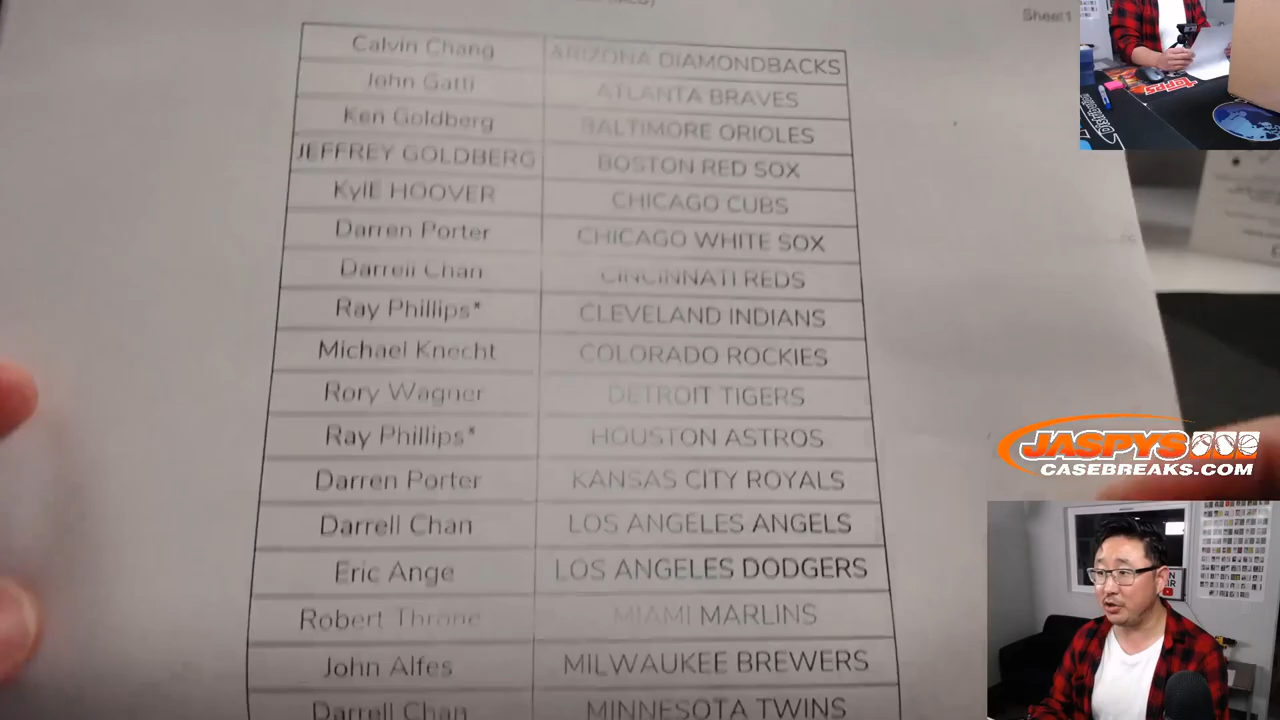 Sheet1
Calvin Chang ARIZONA DIAMONDBACKS
John Gatti ATLANTA BRAVES
Ken Goldberg BALTIMORE ORIOLES
JEFFREY GOLDBERG BOSTON RED SOX
KylE HOOVER CHICAGO CUBS
Darren Porter CHICAGO WHITE SOX
Darrell Chan CINCINNATI REDS
Ray Phillips* CLEVELAND INDIANS
Michael Knecht COLORADO ROCKIES
Rory Wagner DETROIT TIGERS
Ray Phillips* HOUSTON ASTROS
Darren Porter KANSAS CITY ROYALS
Darrell Chan LOS ANGELES ANGELS
Eric Ange LOS ANGELES DODGERS
Robert Throne MIAMI MARLINS
John Alfes MILWAUKEE BREWERS
Darrell Chan MINNESOTA TWINS
TOPPS
JASPYS
CASEBREAKS.COM